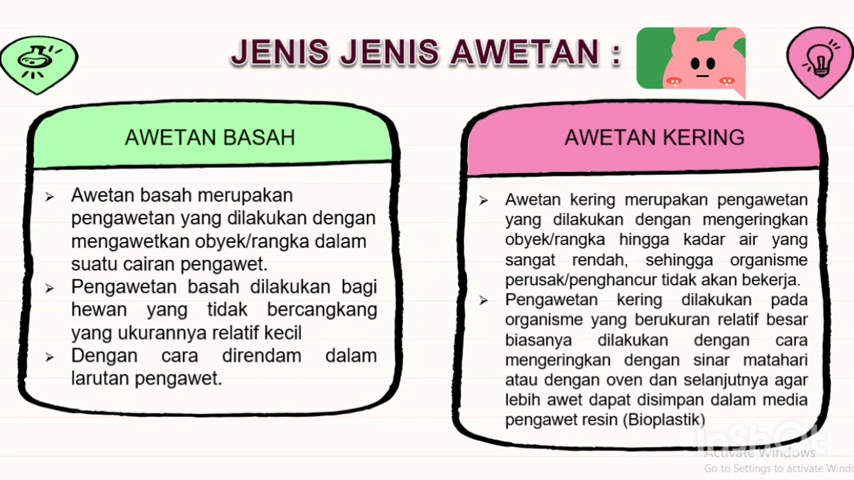 JENIS JENIS AWETAN :
AWETAN BASAH
➢ Awetan basah merupakan
pengawetan yang dilakukan dengan
mengawetkan obyek/rangka dalam
suatu cairan pengawet.
➢ Pengawetan basah dilakukan bagi
hewan yang tidak bercangkang
yang ukurannya relatif kecil
➢ Dengan cara direndam dalam
larutan pengawet.
AWETAN KERING
➢ Awetan kering merupakan pengawetan
yang dilakukan dengan mengeringkan
obyek/rangka hingga kadar air yang
sangat rendah, sehingga organisme
perusak/penghancur tidak akan bekerja.
➢ Pengawetan kering dilakukan pada
organisme yang berukuran relatif besar
biasanya dilakukan dengan cara
mengeringkan dengan sinar matahari
atau dengan oven dan selanjutnya agar
lebih awet dapat disimpan dalam media
pengawet resin (Bioplastik)
InShOt
Activate Windows
Go to Settings to activate Windo